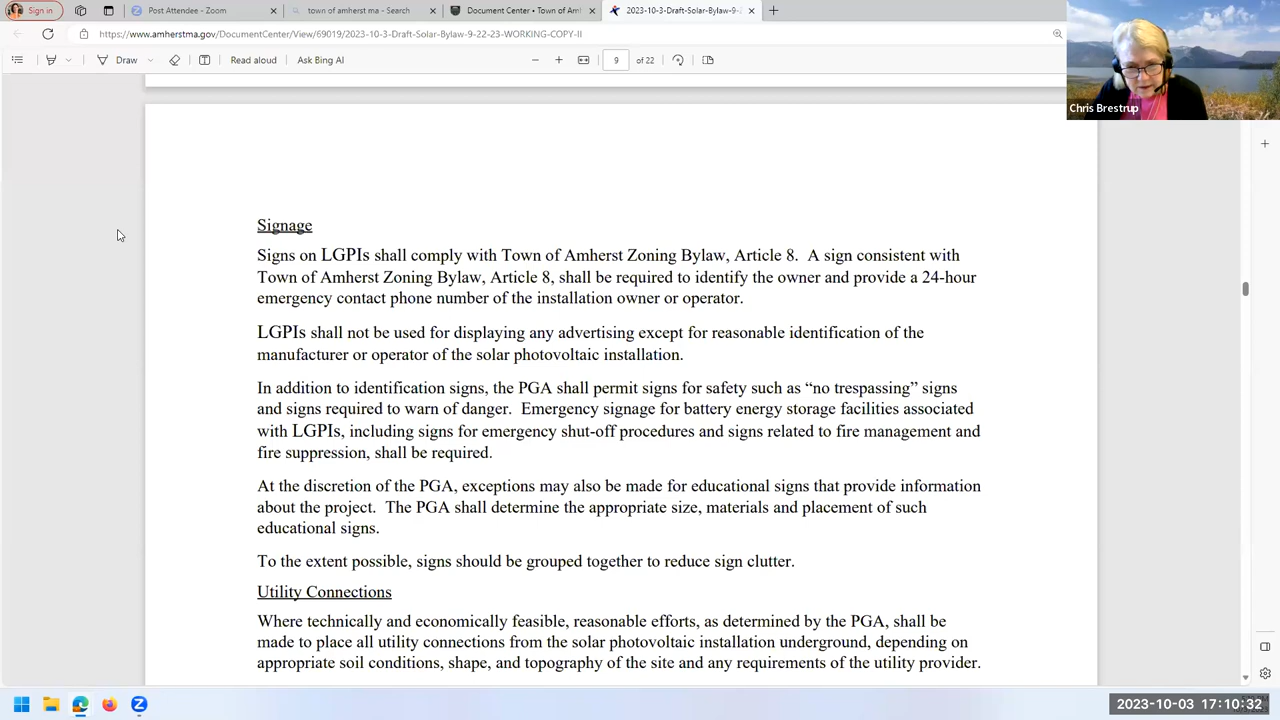 Sign in
Post Attendee - Zoom
town of amherst ma - Search
Document Center • Town of Am
2023-10-3-Draft-Solar-Bylaw-9-2
https://www.amherstma.gov/DocumentCenter/View/69019/2023-10-3-Draft-Solar-Bylaw-9-22-23-WORKING-COPY-II
Draw
Read aloud
Ask Bing AI
9 of 22
Chris Brestrup
Signage
Signs on LGPIs shall comply with Town of Amherst Zoning Bylaw, Article 8. A sign consistent with
Town of Amherst Zoning Bylaw, Article 8, shall be required to identify the owner and provide a 24-hour
emergency contact phone number of the installation owner or operator.
LGPIs shall not be used for displaying any advertising except for reasonable identification of the
manufacturer or operator of the solar photovoltaic installation.
In addition to identification signs, the PGA shall permit signs for safety such as “no trespassing” signs
and signs required to warn of danger. Emergency signage for battery energy storage facilities associated
with LGPIs, including signs for emergency shut-off procedures and signs related to fire management and
fire suppression, shall be required.
At the discretion of the PGA, exceptions may also be made for educational signs that provide information
about the project. The PGA shall determine the appropriate size, materials and placement of such
educational signs.
To the extent possible, signs should be grouped together to reduce sign clutter.
Utility Connections
Where technically and economically feasible, reasonable efforts, as determined by the PGA, shall be
made to place all utility connections from the solar photovoltaic installation underground, depending on
appropriate soil conditions, shape, and topography of the site and any requirements of the utility provider.
2023-10-03 17:10:32